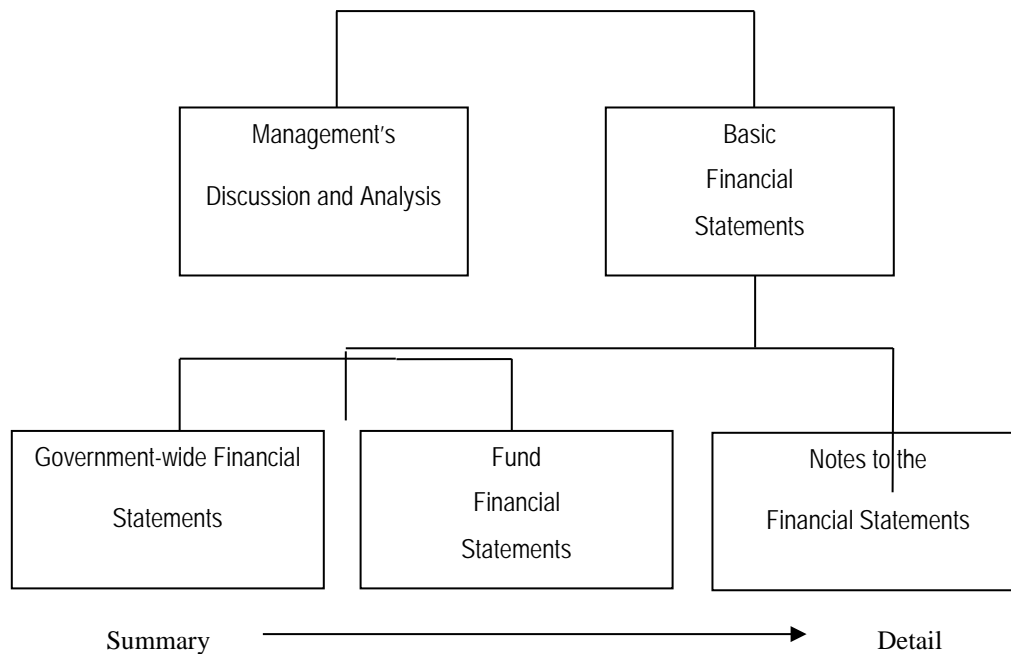 Management's
Discussion and Analysis
Basic
Financial
Statements
Government-wide Financial
Statements
Fund
Financial
Statements
Notes to the
Financial Statements
Summary
Detail